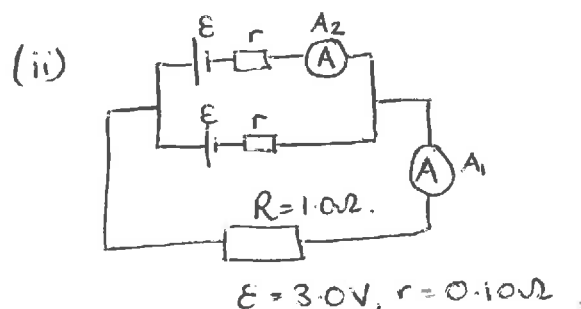 (ii)
ε r A2
A
ε r
A A1
R=1.0Ω.
ε = 3.0V, r = 0.10Ω